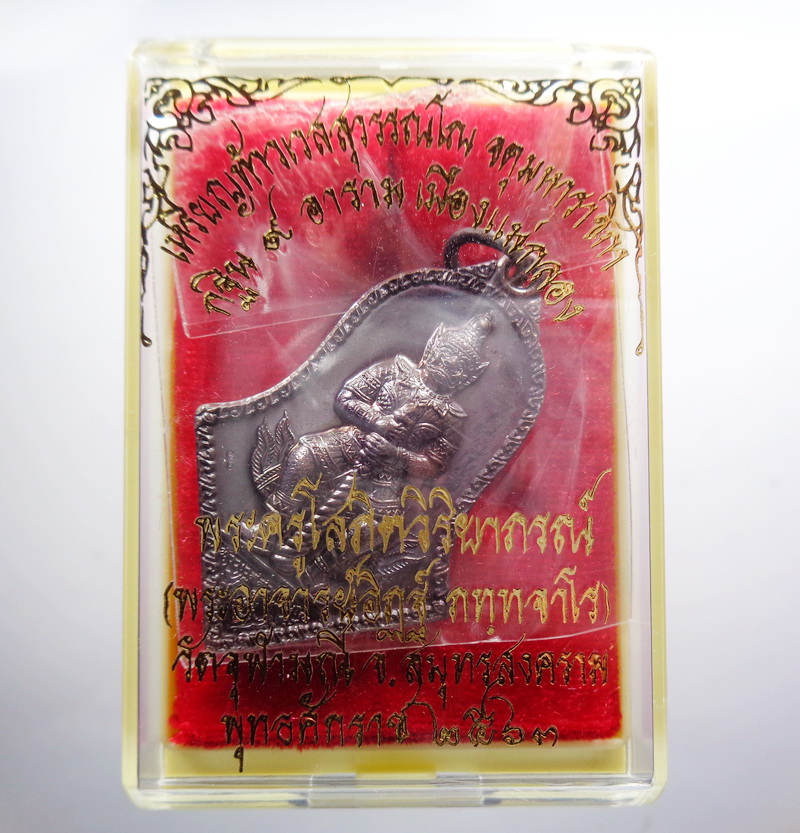 เหรียญท้าวเวสสุวรรณโณ จตุมหาราชิกา
กฐิน ๙ อาราม เมืองแม่กลอง
พระครูโสภิตวิริยาภรณ์
(พระอาจารย์อิฏฐ์ ภทฺทจาโร)
วัดจุฬามณี จ.สมุทรสงคราม
พุทธศักราช ๒๕๖๓